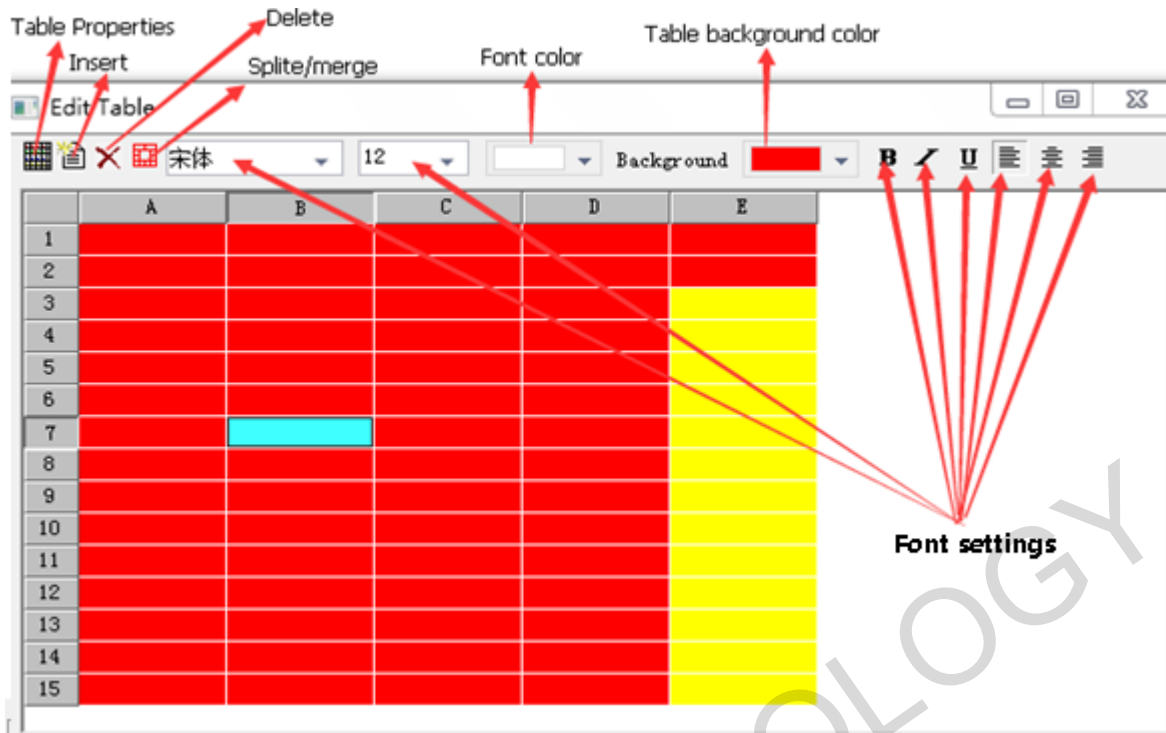 Table Properties
Delete
Insert
Splite/merge
Font color
Table background color
Edit Table
宋体
12
Background
B
I
U
A B C D E
1
2
3
4
5
6
7
8
9
10
11
12
13
14
15
Font settings
OLOGY